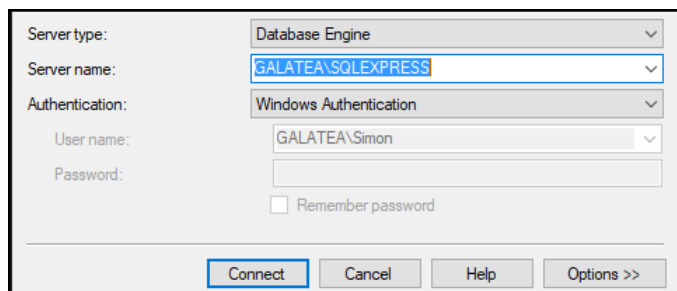 Server type: Database Engine
Server name: GALATEA\SQLEXPRESS
Authentication: Windows Authentication
User name: GALATEA\Simon
Password:
Remember password
Connect Cancel Help Options >>